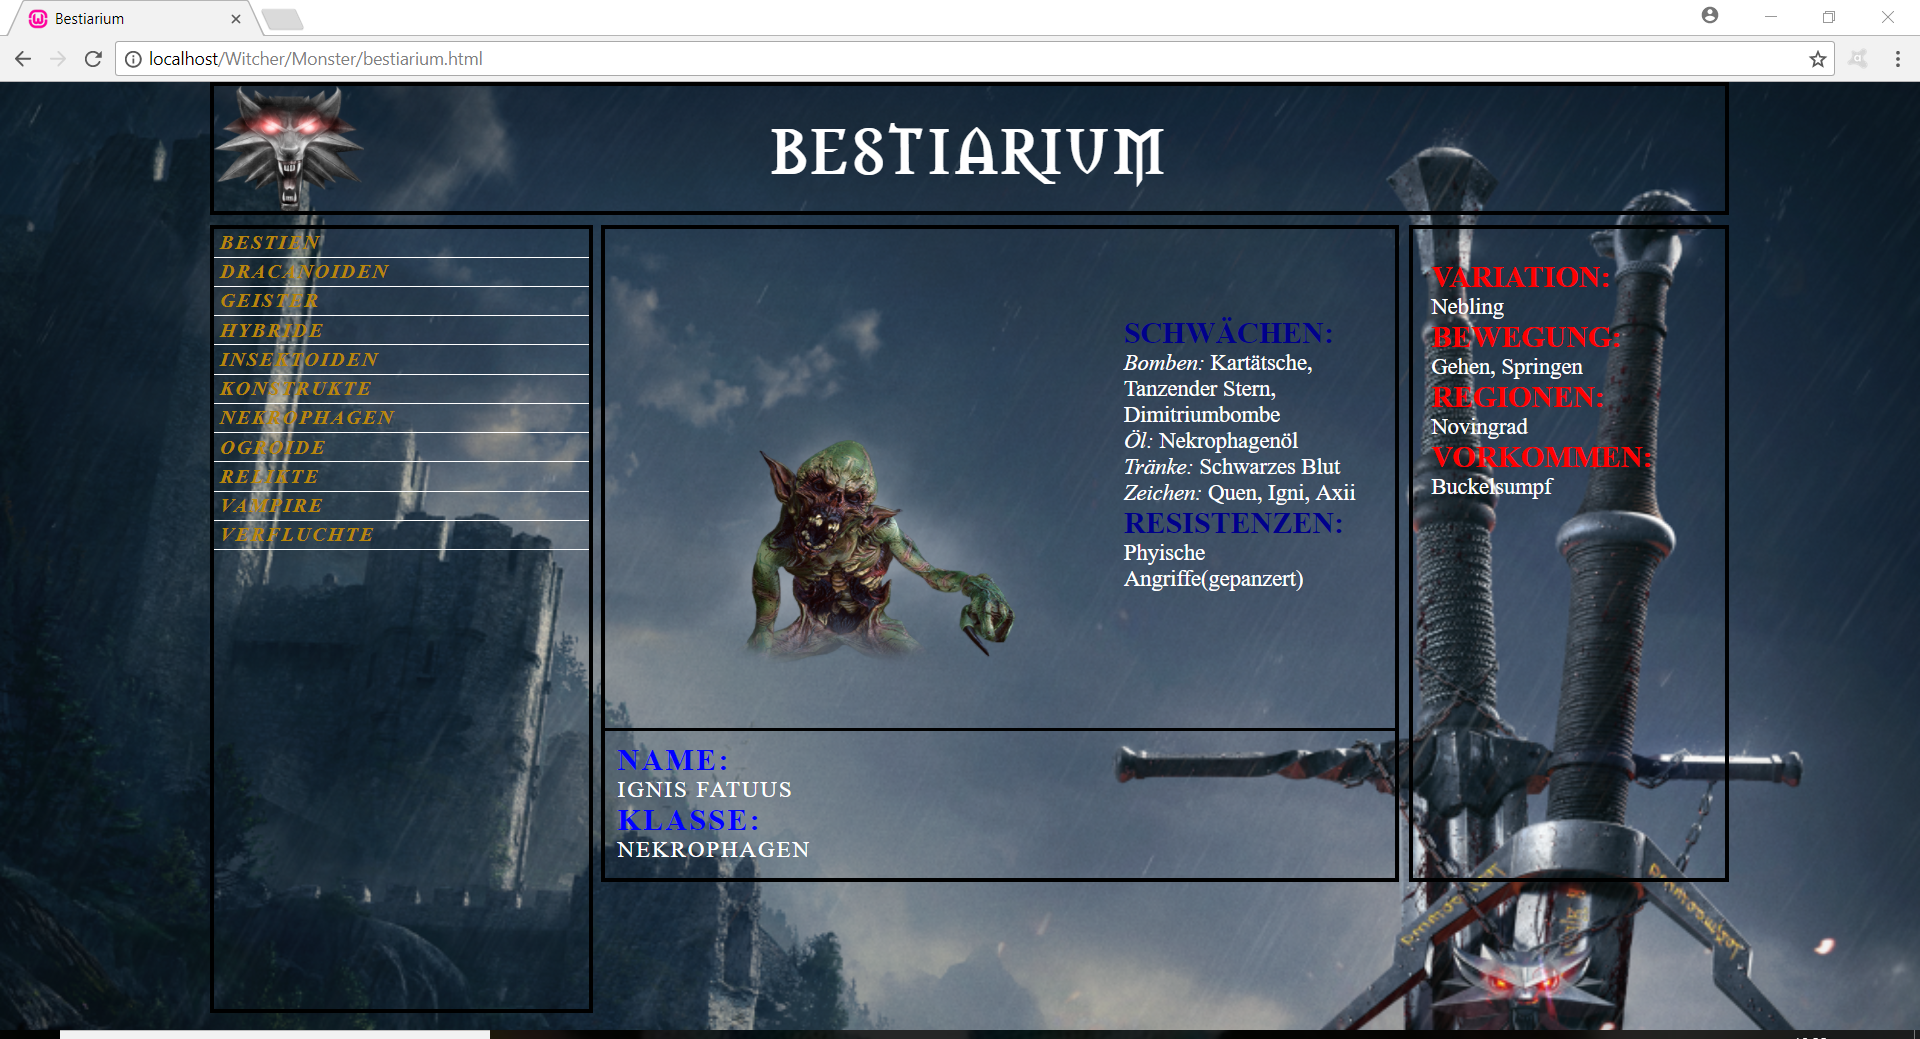 Bestiarium
localhost/Witcher/Monster/bestiarium.html
BESTIARIUM
BESTIEN
DRACANOIDEN
GEISTER
HYBRIDE
INSEKTOIDEN
KONSTRUKTE
NEKROPHAGEN
OGROIDE
RELIKTE
VAMPIRE
VERFLUCHTE
SCHWÄCHEN:
Bomben: Kartätsche,
Tanzender Stern,
Dimitriumbombe
Öl: Nekrophagenöl
Tränke: Schwarzes Blut
Zeichen: Quen, Igni, Axii
RESISTENZEN:
Phyische
Angriffe(gepanzert)
NAME:
IGNIS FATUUS
KLASSE:
NEKROPHAGEN
VARIATION:
Nebling
BEWEGUNG:
Gehen, Springen
REGIONEN:
Novingrad
VORKOMMEN:
Buckelsumpf